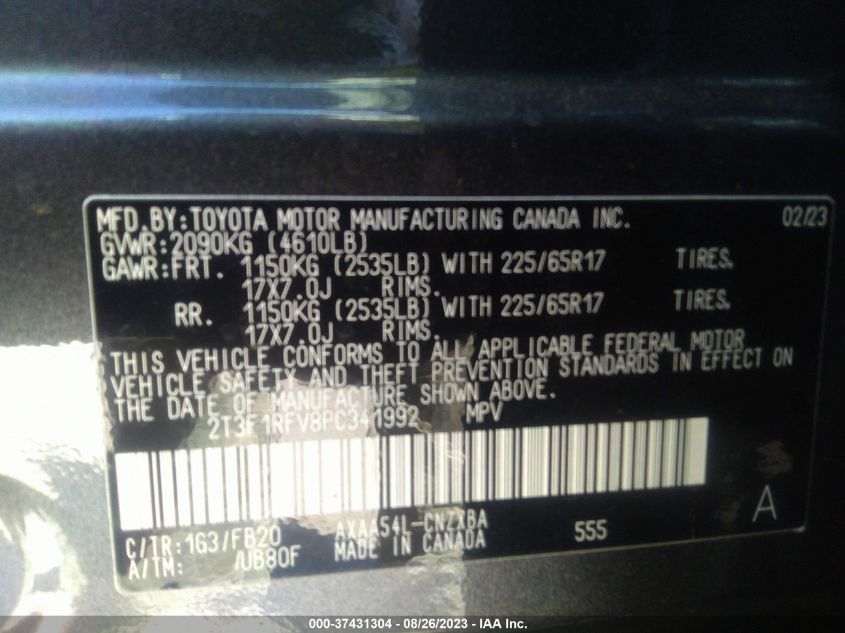 MFD.BY:TOYOTA MOTOR MANUFACTURING CANADA INC. 02/23
GVWR:2090KG (4610LB)
GAWR:FRT. 1150KG (2535LB) WITH 225/65R17 TIRES.
17X7.0J RIMS.
RR. 1150KG (2535LB) WITH 225/65R17 TIRES.
17X7.0J RIMS.
THIS VEHICLE CONFORMS TO ALL APPLICABLE FEDERAL MOTOR
VEHICLE SAFETY AND THEFT PREVENTION STANDARDS IN EFFECT ON
THE DATE OF MANUFACTURE SHOWN ABOVE.
2T3F1RFV8PC341992 MPV
A
C/TR:1G3/FB20 AXAA54L-CNZXBA 555
A/TM: /UB80F MADE IN CANADA
000-37431304 - 08/26/2023 - IAA Inc.